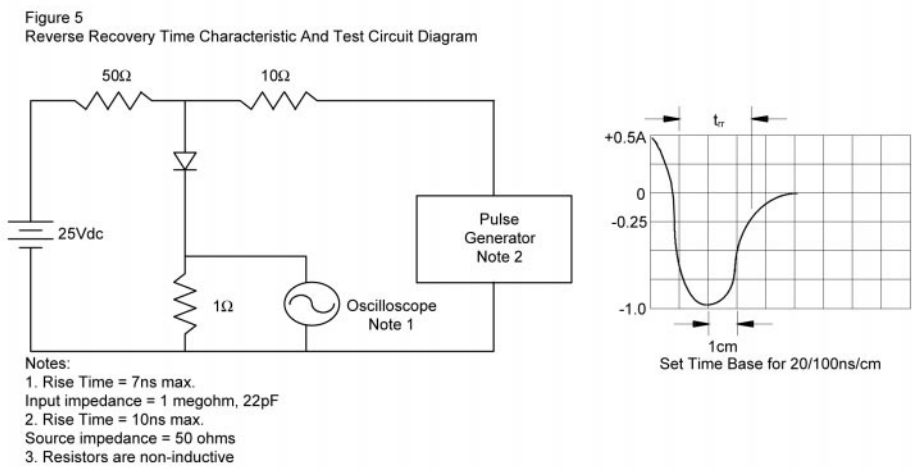 Figure 5
Reverse Recovery Time Characteristic And Test Circuit Diagram
50Ω
10Ω
25Vdc
1Ω
Oscilloscope
Note 1
Pulse
Generator
Note 2
trr
+0.5A
0
-0.25
-1.0
1cm
Set Time Base for 20/100ns/cm
Notes:
1. Rise Time = 7ns max.
Input impedance = 1 megohm, 22pF
2. Rise Time = 10ns max.
Source impedance = 50 ohms
3. Resistors are non-inductive